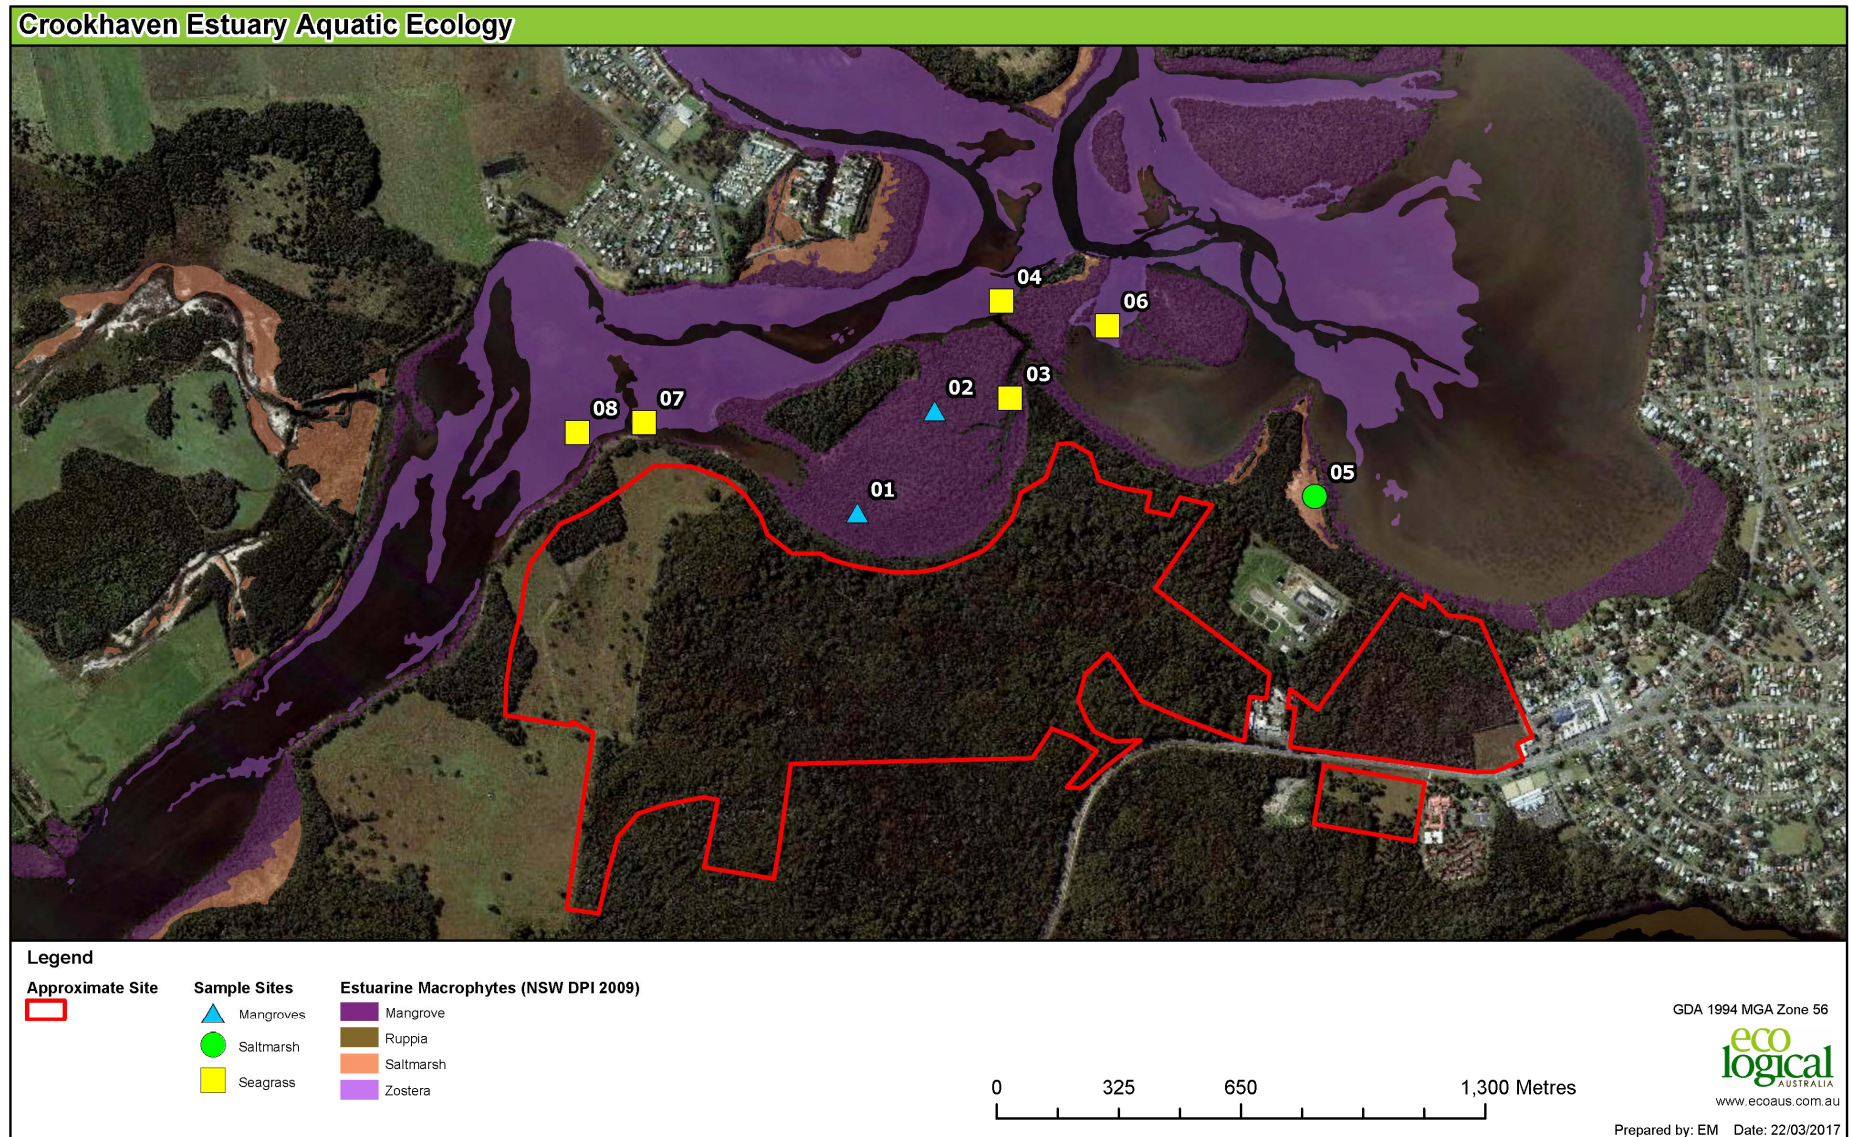 Crookhaven Estuary Aquatic Ecology
04
06
03
02
07
08
01
05
Legend
Approximate Site
Sample Sites
Mangroves
Saltmarsh
Seagrass
Estuarine Macrophytes (NSW DPI 2009)
Mangrove
Ruppia
Saltmarsh
Zostera
0 325 650 1,300 Metres
GDA 1994 MGA Zone 56
eco
logical
AUSTRALIA
www.ecoaus.com.au
Prepared by: EM Date: 22/03/2017